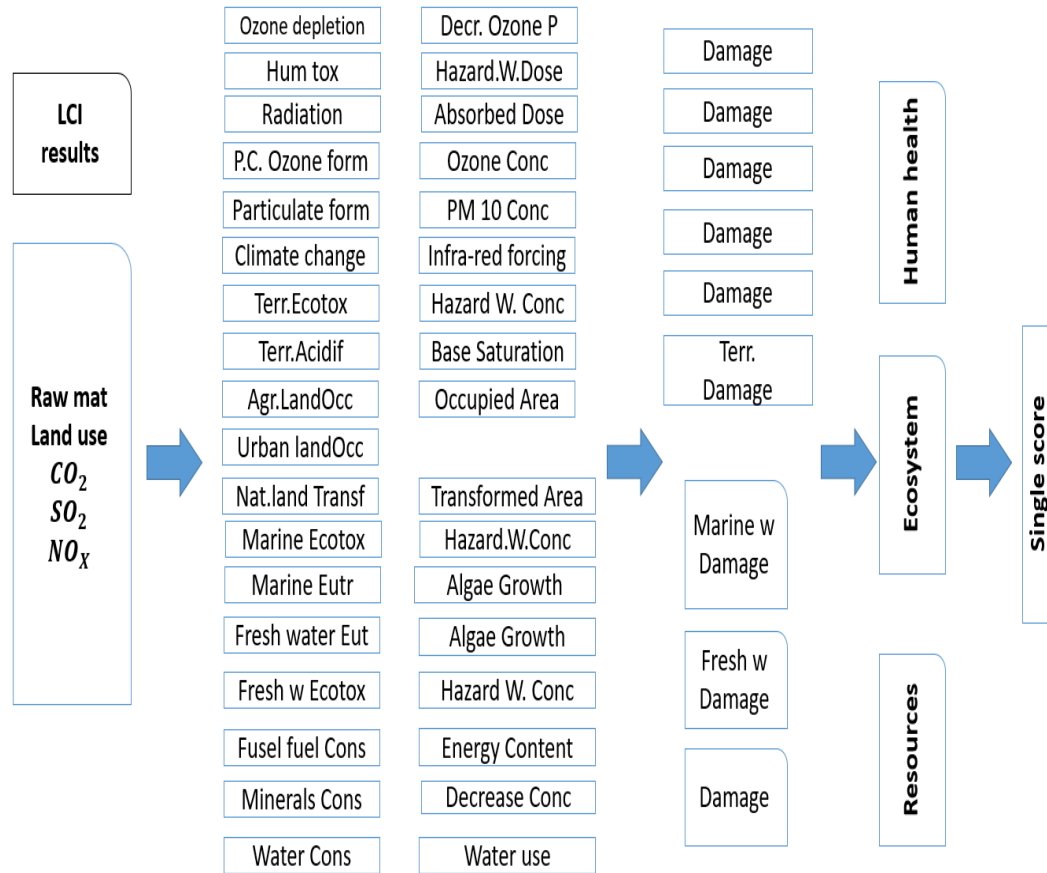 LCI
results
Raw mat
Land use
CO₂
SO₂
NOₓ
Ozone depletion
Hum tox
Radiation
P.C. Ozone form
Particulate form
Climate change
Terr.Ecotox
Terr.Acidif
Agr.LandOcc
Urban landOcc
Nat.land Transf
Marine Ecotox
Marine Eutr
Fresh water Eut
Fresh w Ecotox
Fusel fuel Cons
Minerals Cons
Water Cons
Decr. Ozone P
Hazard.W.Dose
Absorbed Dose
Ozone Conc
PM 10 Conc
Infra-red forcing
Hazard W. Conc
Base Saturation
Occupied Area
Transformed Area
Hazard.W.Conc
Algae Growth
Algae Growth
Hazard W. Conc
Energy Content
Decrease Conc
Water use
Damage
Damage
Damage
Damage
Damage
Terr.
Damage
Marine w
Damage
Fresh w
Damage
Damage
Human health
Ecosystem
Resources
Single score